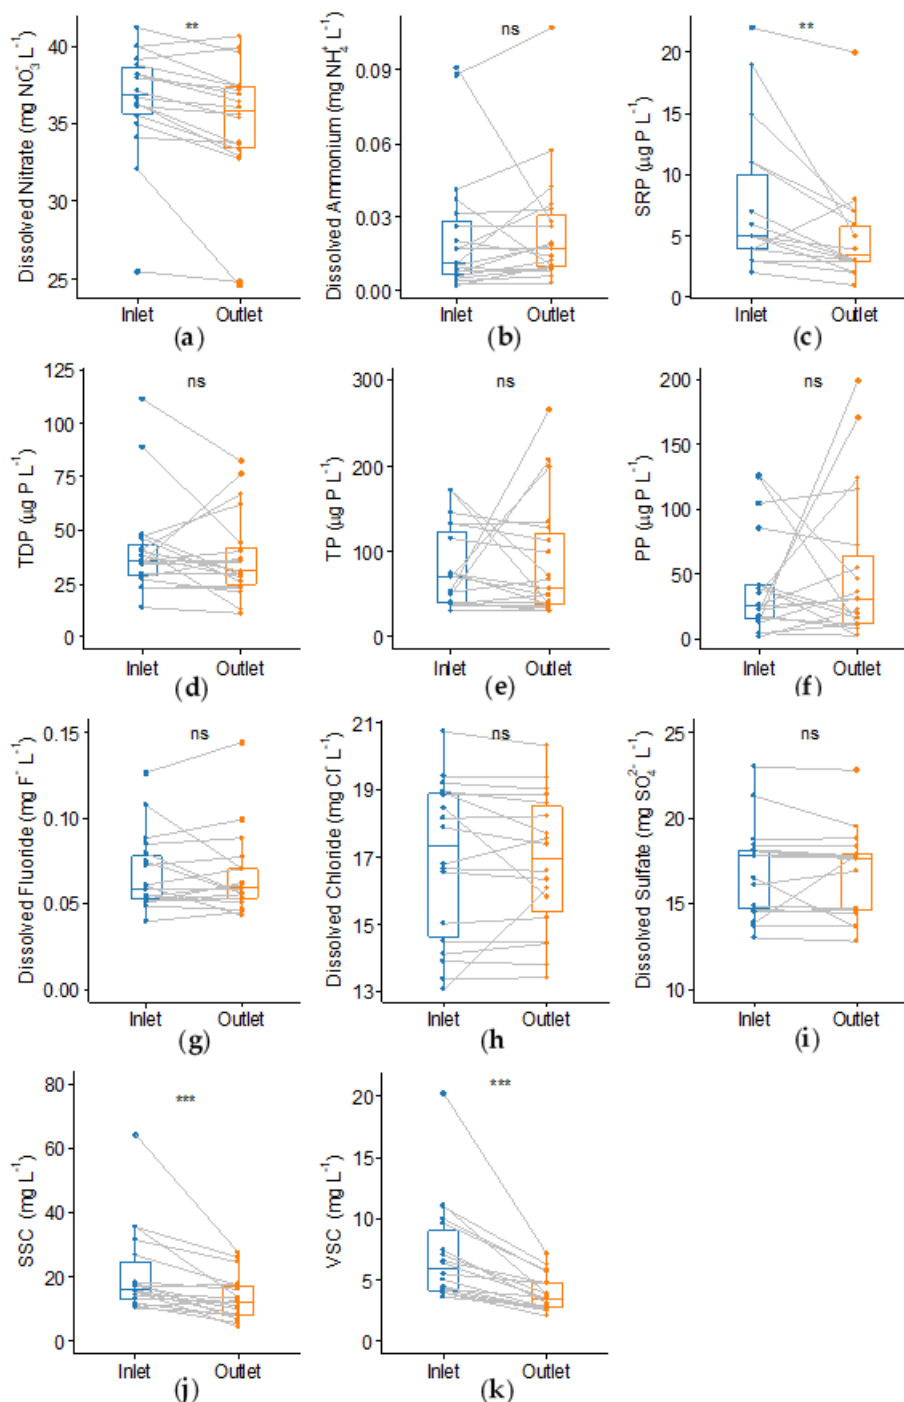 ** ns **
Dissolved Nitrate (mg NO₃⁻ L⁻¹)
40
35
30
25
Inlet Outlet
(a)
Dissolved Ammonium (mg NH₄⁺ L⁻¹)
0.09
0.06
0.03
0.00
Inlet Outlet
(b)
SRP (µg P L⁻¹)
20
15
10
5
0
Inlet Outlet
(c)
ns ns ns
TDP (µg P L⁻¹)
125
100
75
50
25
0
Inlet Outlet
(d)
TP (µg P L⁻¹)
300
200
100
0
Inlet Outlet
(e)
PP (µg P L⁻¹)
200
150
100
50
0
Inlet Outlet
(f)
ns ns ns
Dissolved Fluoride (mg F⁻ L⁻¹)
0.15
0.10
0.05
0.00
Inlet Outlet
(g)
Dissolved Chloride (mg Cl⁻ L⁻¹)
21
19
17
15
13
Inlet Outlet
(h
Dissolved Sulfate (mg SO₄²⁻ L⁻¹)
25
20
15
10
Inlet Outlet
(i)
*** ***
SSC (mg L⁻¹)
80
60
40
20
0
Inlet Outlet
(j)
VSC (mg L⁻¹)
20
15
10
5
0
Inlet Outlet
(k)